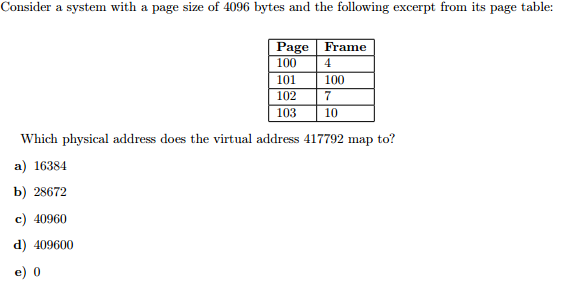 Consider a system with a page size of 4096 bytes and the following excerpt from its page table:
Page Frame
100 4
101 100
102 7
103 10
Which physical address does the virtual address 417792 map to?
a) 16384
b) 28672
c) 40960
d) 409600
e) 0